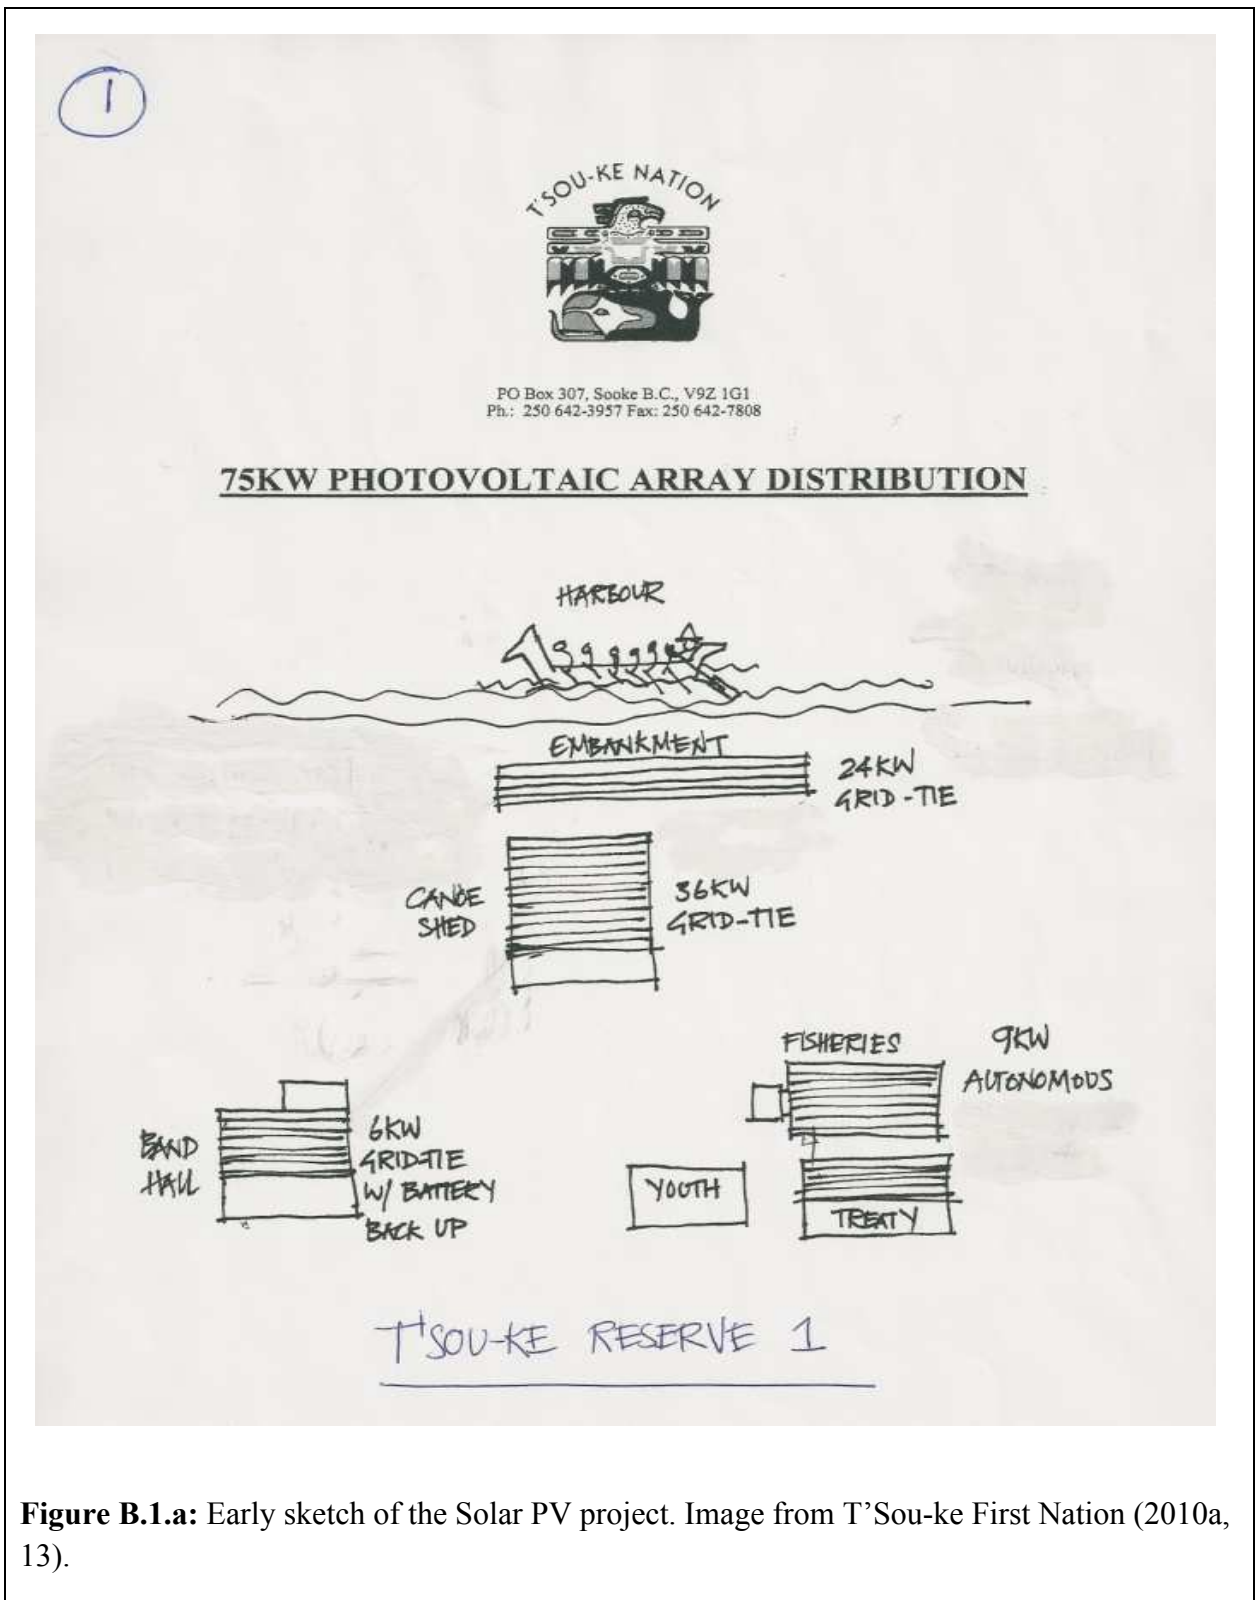 1
T'SOU-KE NATION
PO Box 307, Sooke B.C., V9Z 1G1
Ph.: 250 642-3957 Fax: 250 642-7808
75KW PHOTOVOLTAIC ARRAY DISTRIBUTION
HARBOUR
EMBANKMENT
24KW
GRID-TIE
CANOE
SHED
36KW
GRID-TIE
FISHERIES
9KW
AUTONOMOUS
BAND
HALL
6KW
GRID-TIE
W/ BATTERY
BACK UP
YOUTH
TREATY
T'SOU-KE RESERVE 1
Figure B.1.a: Early sketch of the Solar PV project. Image from T’Sou-ke First Nation (2010a,
13).